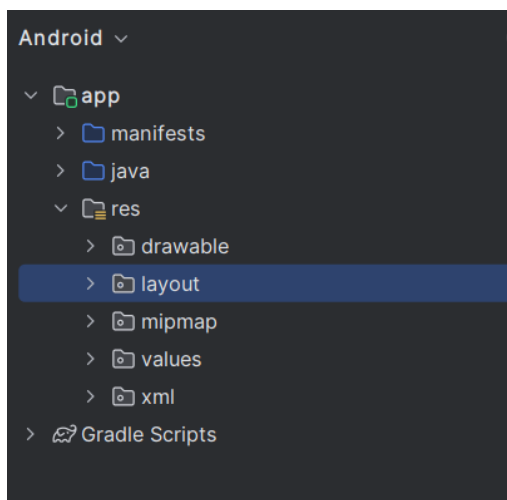 Android
app
manifests
java
res
drawable
layout
mipmap
values
xml
Gradle Scripts